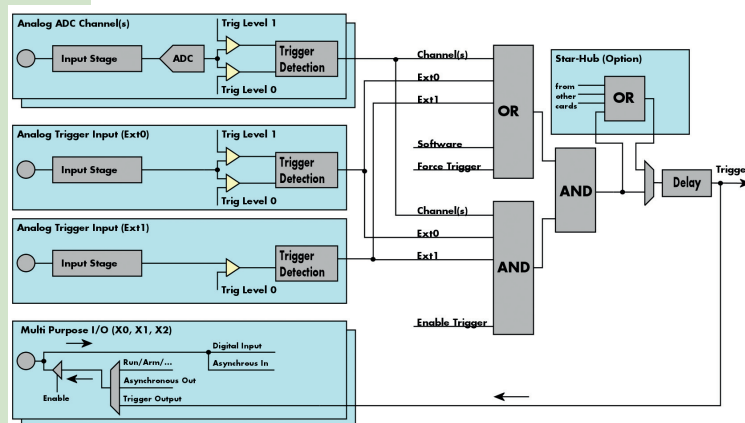 Analog ADC Channel(s)
Trig Level 1
Input Stage
ADC
Trigger
Detection
Trig Level 0
Analog Trigger Input (Ext0)
Trig Level 1
Input Stage
Trigger
Detection
Trig Level 0
Analog Trigger Input (Ext1)
Input Stage
Trigger
Detection
Trig Level 0
Multi Purpose I/O (X0, X1, X2)
Digital Input
Asynchrous In
Run/Arm/...
Asynchronous Out
Trigger Output
Enable
Channel(s)
Ext0
Ext1
OR
Software
Force Trigger
Channel(s)
Ext0
Ext1
AND
Enable Trigger
AND
Star-Hub (Option)
from
other
cards
OR
Delay
Trigge